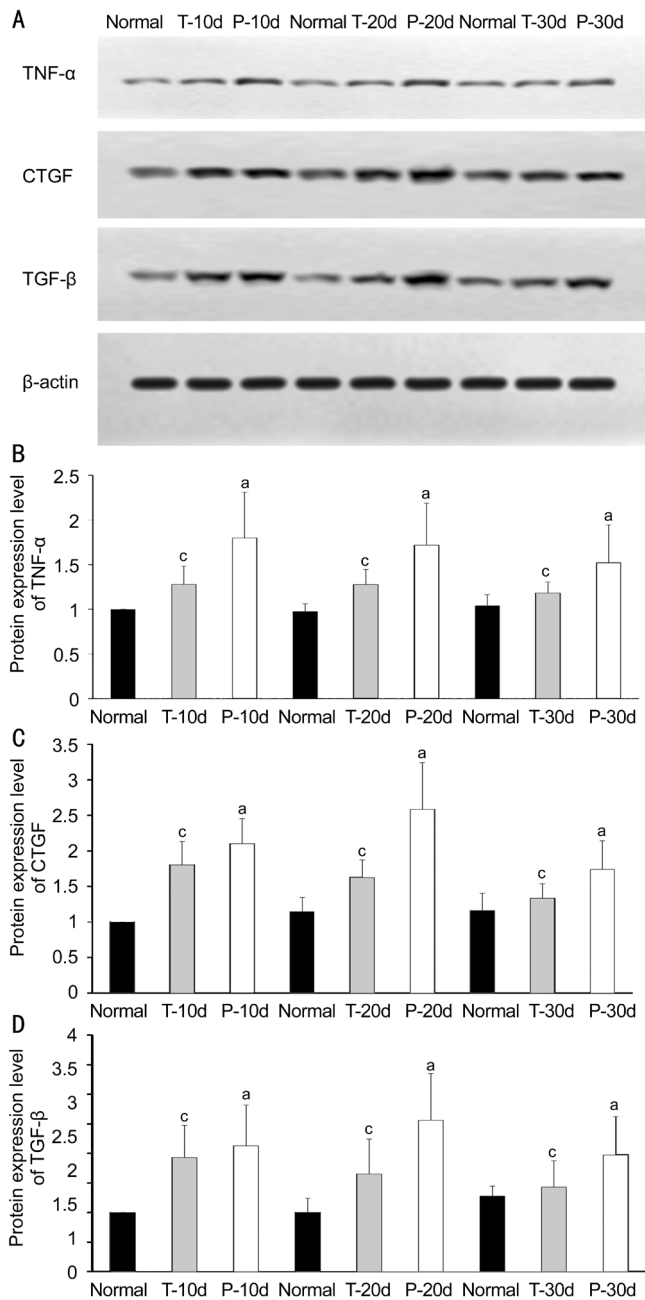 A
Normal T-10d P-10d Normal T-20d P-20d Normal T-30d P-30d
TNF-α
CTGF
TGF-β
β-actin
B
Protein expression level
of TNF-α
2.5
2
1.5
1
0.5
0
a
c
a
c
a
c
Normal T-10d P-10d Normal T-20d P-20d Normal T-30d P-30d
C
Protein expression level
of CTGF
3.5
3
2.5
2
1.5
1
0.5
0
c
a
c
a
c
a
Normal T-10d P-10d Normal T-20d P-20d Normal T-30d P-30d
D
Protein expression level
of TGF-β
4
3
2.5
2
1.5
1
0
c
a
c
a
c
a
Normal T-10d P-10d Normal T-20d P-20d Normal T-30d P-30d